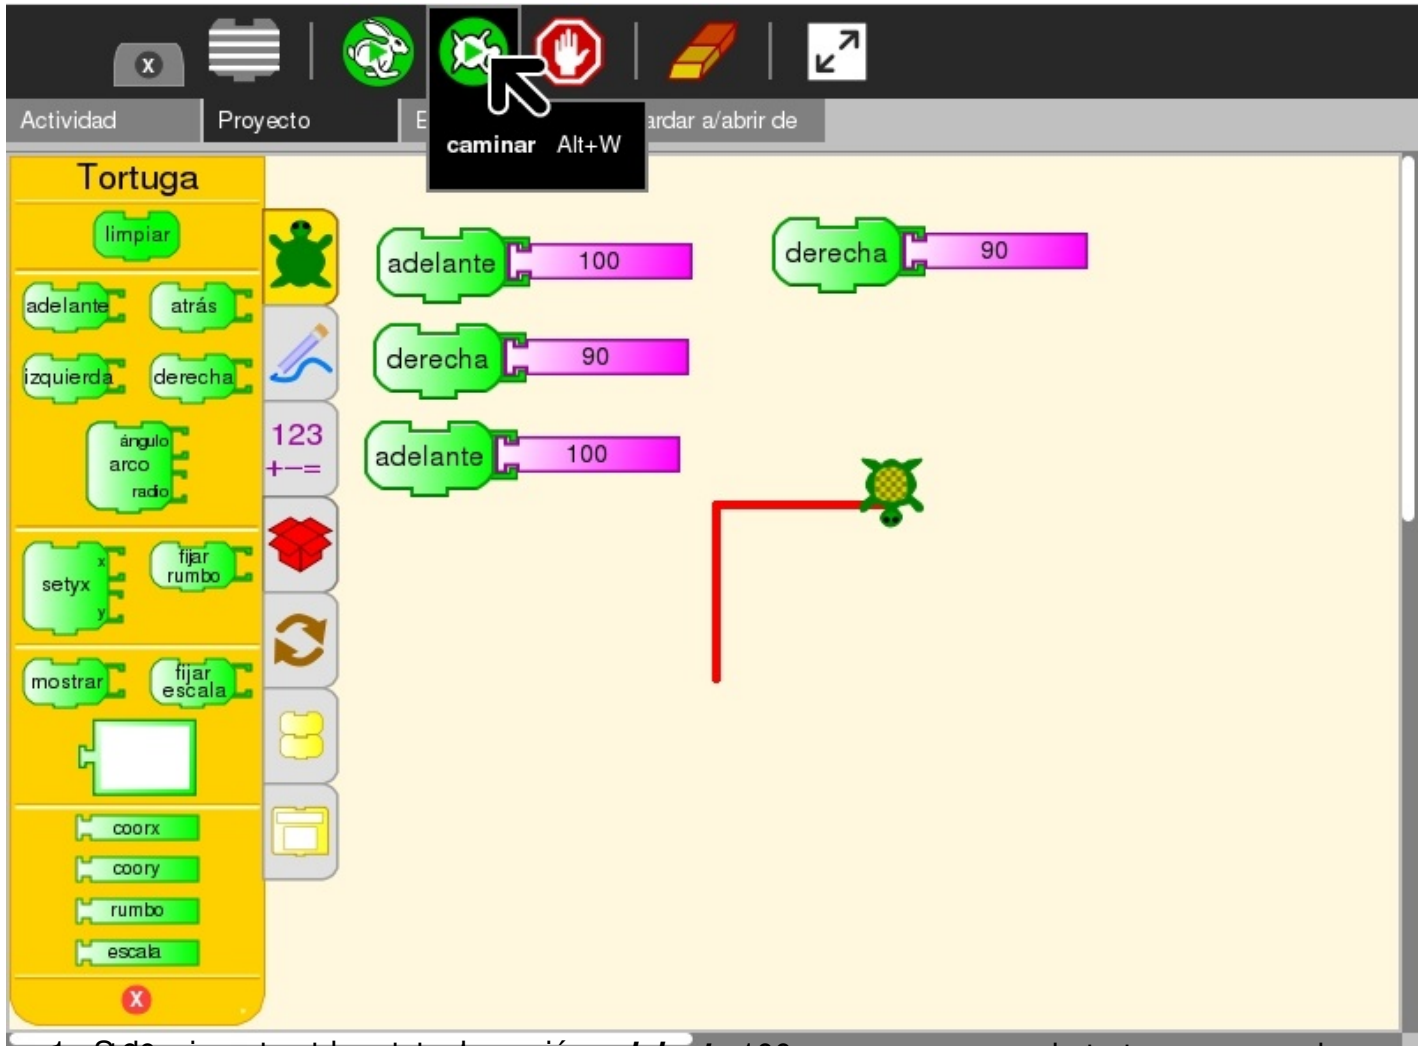 X
Actividad
Proyecto
E
ardar a/abrir de
caminar Alt+W
Tortuga
limpiar
adelante atrás
izquierda derecha
ángulo
arco
radio
x
setyx
y
fijar
rumbo
mostrar
fijar
escala
coorx
coory
rumbo
escala
X
123
+−=
adelante 100
derecha 90
derecha 90
adelante 100